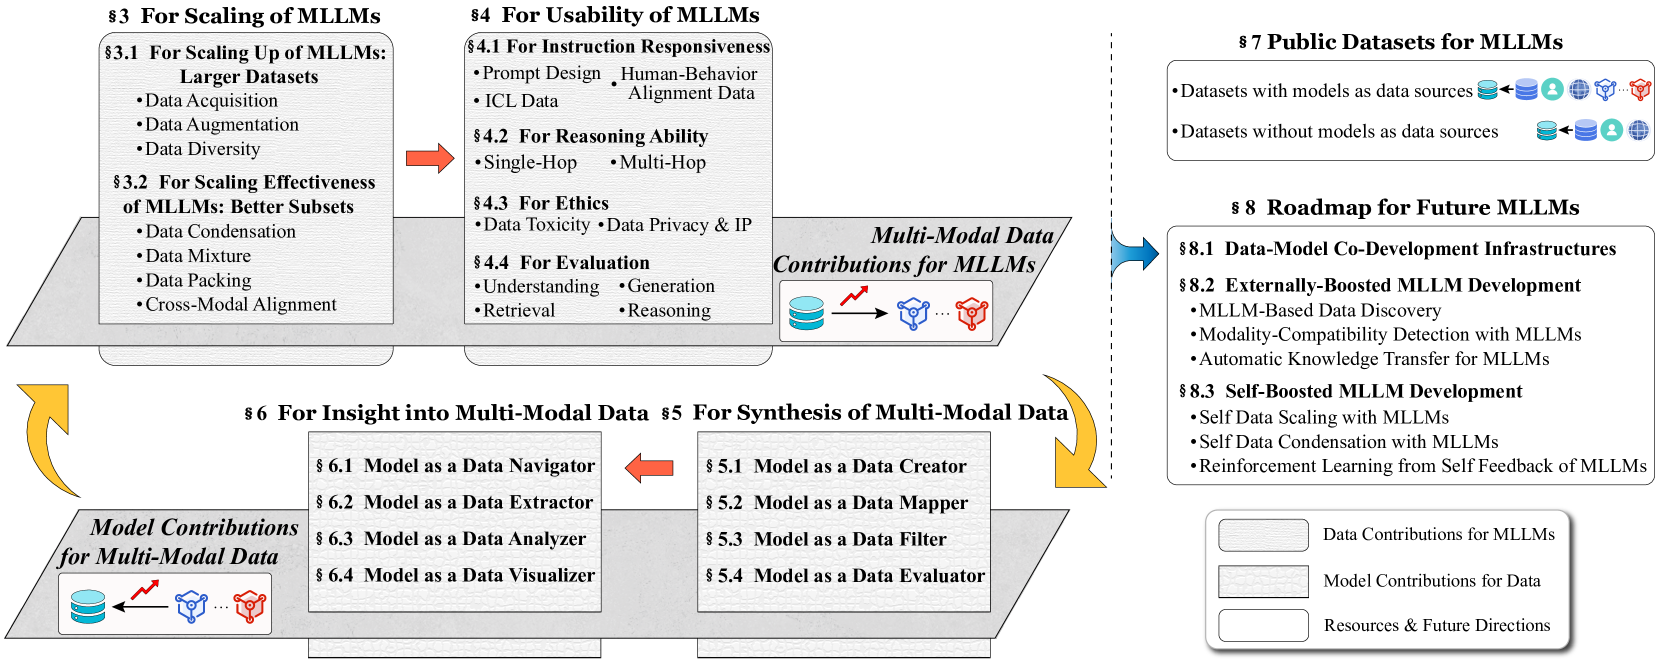 §3 For Scaling of MLLMs
§3.1 For Scaling Up of MLLMs:
Larger Datasets
•Data Acquisition
•Data Augmentation
•Data Diversity
§3.2 For Scaling Effectiveness
of MLLMs: Better Subsets
•Data Condensation
•Data Mixture
•Data Packing
•Cross-Modal Alignment
§4 For Usability of MLLMs
§4.1 For Instruction Responsiveness
•Prompt Design
•Human-Behavior
Alignment Data
•ICL Data
§4.2 For Reasoning Ability
•Single-Hop •Multi-Hop
§4.3 For Ethics
•Data Toxicity •Data Privacy & IP
§4.4 For Evaluation
•Understanding •Generation
•Retrieval •Reasoning
Multi-Modal Data
Contributions for MLLMs
...
§6 For Insight into Multi-Modal Data
§6.1 Model as a Data Navigator
§6.2 Model as a Data Extractor
§6.3 Model as a Data Analyzer
§6.4 Model as a Data Visualizer
§5 For Synthesis of Multi-Modal Data
§5.1 Model as a Data Creator
§5.2 Model as a Data Mapper
§5.3 Model as a Data Filter
§5.4 Model as a Data Evaluator
Model Contributions
for Multi-Modal Data
...
§7 Public Datasets for MLLMs
•Datasets with models as data sources ...
•Datasets without models as data sources
§8 Roadmap for Future MLLMs
§8.1 Data-Model Co-Development Infrastructures
§8.2 Externally-Boosted MLLM Development
•MLLM-Based Data Discovery
•Modality-Compatibility Detection with MLLMs
•Automatic Knowledge Transfer for MLLMs
§8.3 Self-Boosted MLLM Development
•Self Data Scaling with MLLMs
•Self Data Condensation with MLLMs
•Reinforcement Learning from Self Feedback of MLLMs
Data Contributions for MLLMs
Model Contributions for Data
Resources & Future Directions